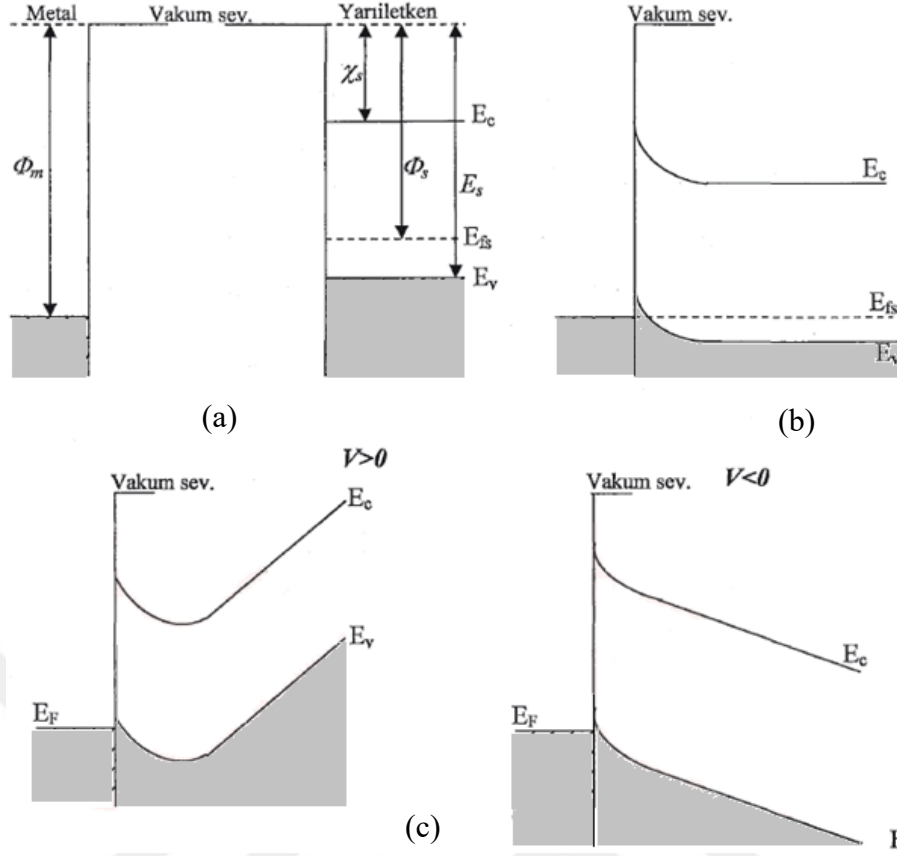 Metal Vakum sev. Yarıiletken
χs
Ec
Φm
Φs
Es
Efs
Ev
(a)
Vakum sev.
Ec
Efs
Ev
(b)
V>0
Vakum sev.
Ec
Ev
EF
V<0
Vakum sev.
Ec
EF
(c)